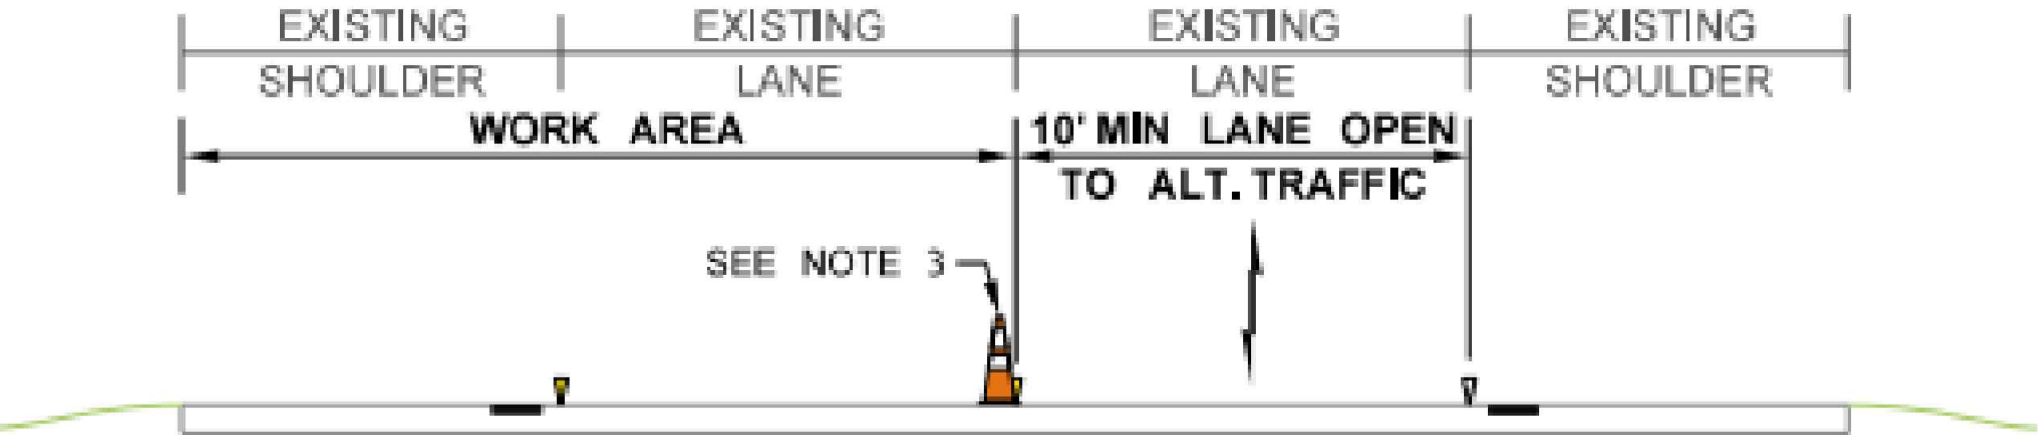 EXISTING EXISTING EXISTING EXISTING
SHOULDER LANE LANE SHOULDER
WORK AREA 10' MIN LANE OPEN
TO ALT. TRAFFIC
SEE NOTE 3